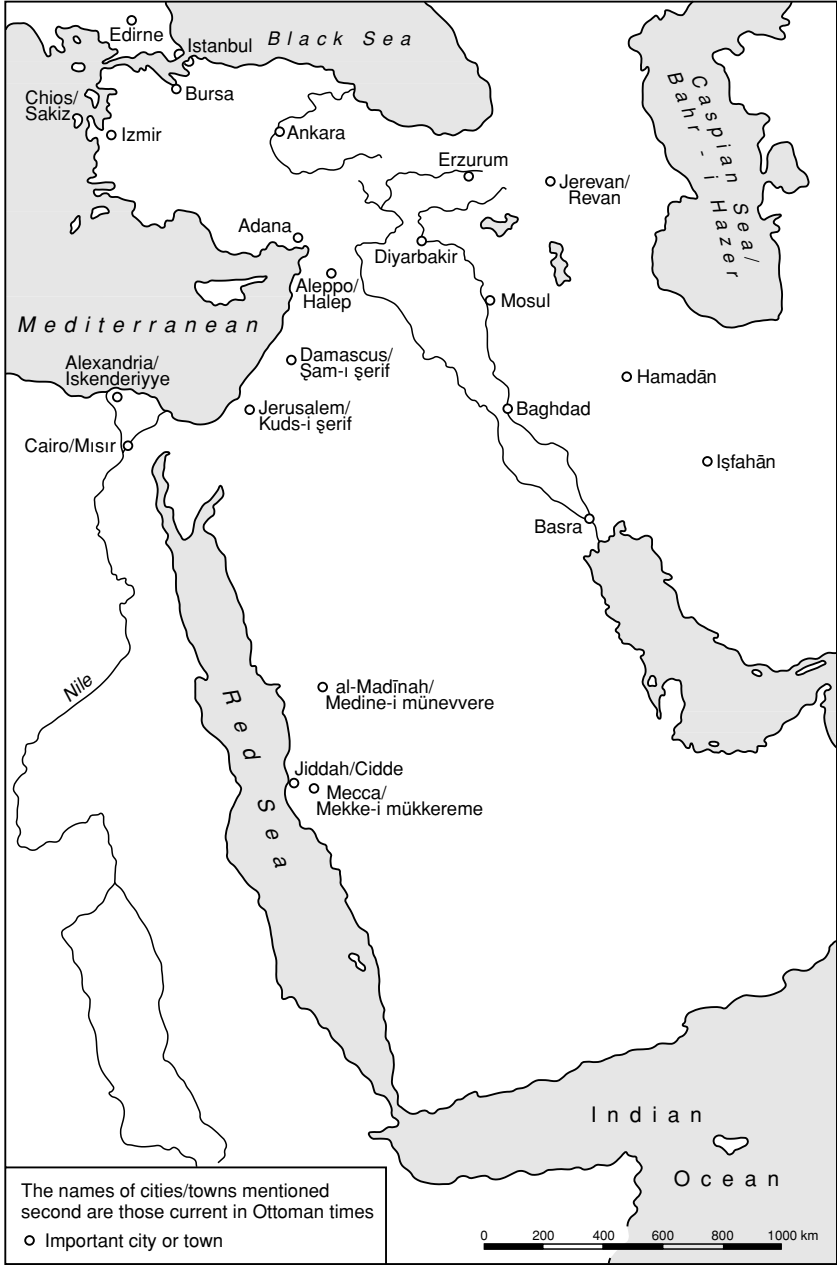 Edirne
Istanbul
Black Sea
Bursa
Chios/
Sakiz
Izmir
Ankara
Erzurum
Jerevan/
Revan
Caspian Sea/
Bahr - i Hazer
Adana
Diyarbakir
Aleppo/
Halep
Mosul
Mediterranean
Damascus/
Şam-ı şerif
Alexandria/
Iskenderiyye
Hamadān
Jerusalem/
Kuds-i şerif
Baghdad
Cairo/Mısır
Işfahān
Basra
Nile
al-Madīnah/
Medine-i münevvere
Red Sea
Jiddah/Cidde
Mecca/
Mekke-i mükkereme
Indian
Ocean
The names of cities/towns mentioned
second are those current in Ottoman times
Important city or town
0 200 400 600 800 1000 km